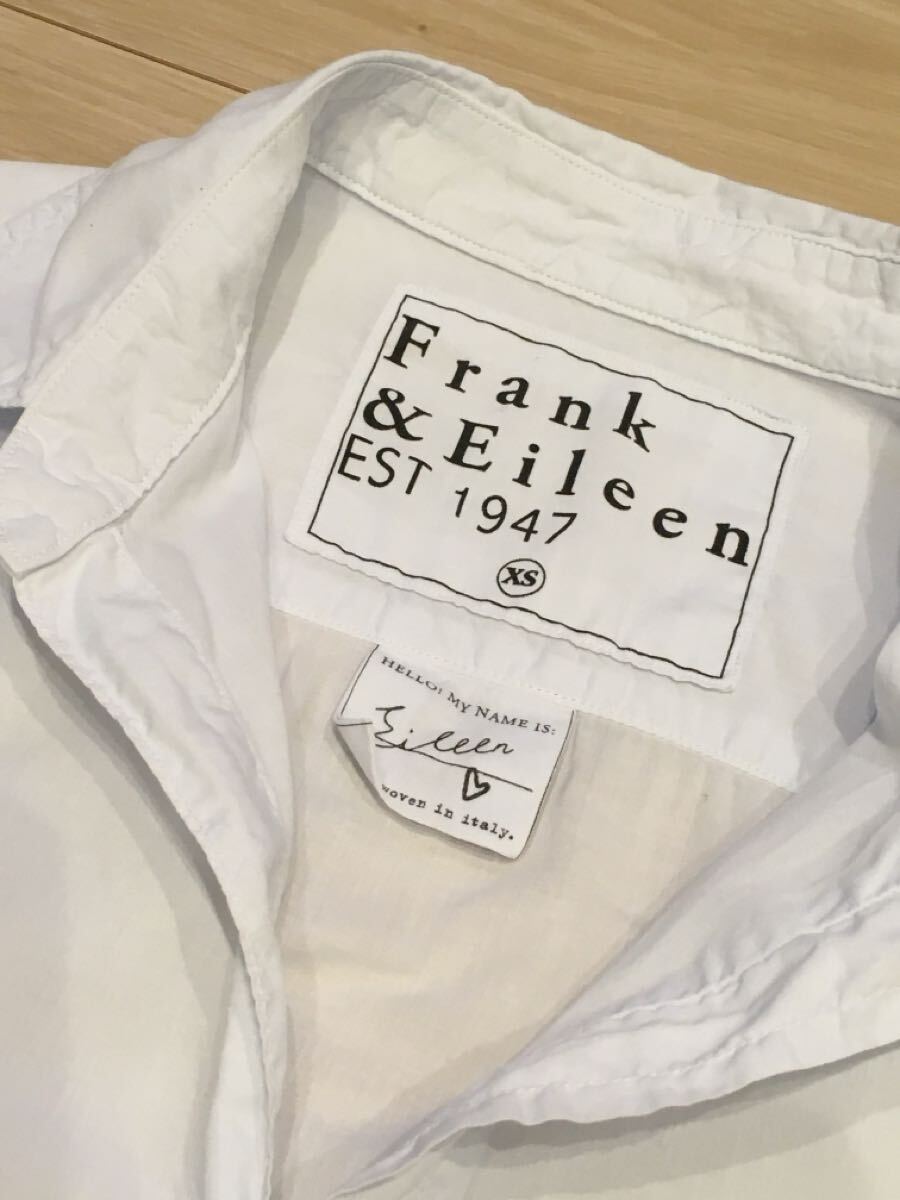 Frank
& Eileen
EST 1947
XS
HELLO! MY NAME IS:
Eileen
woven in italy.